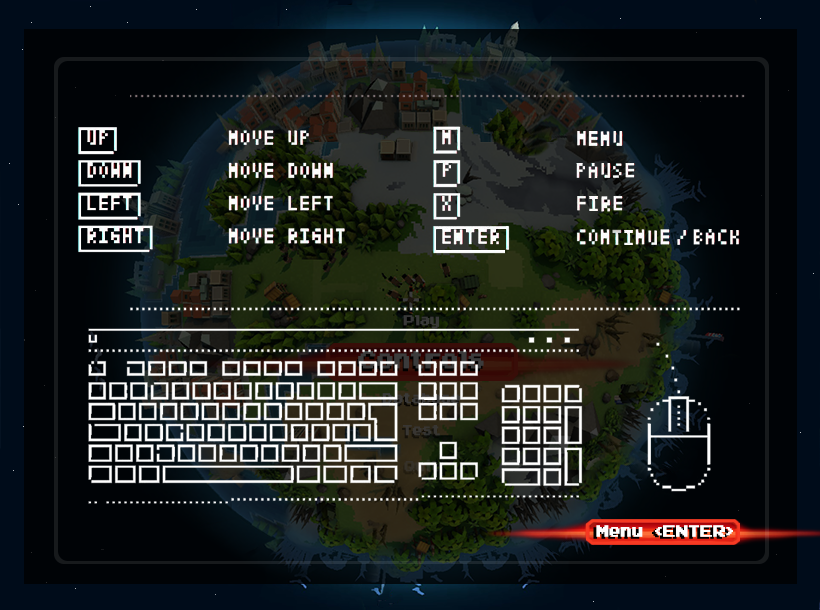 UP MOVE UP M MENU
DOWN MOVE DOWN P PAUSE
LEFT MOVE LEFT X FIRE
RIGHT MOVE RIGHT ENTER CONTINUE/BACK
Play
Controls
Test
Menu <ENTER>